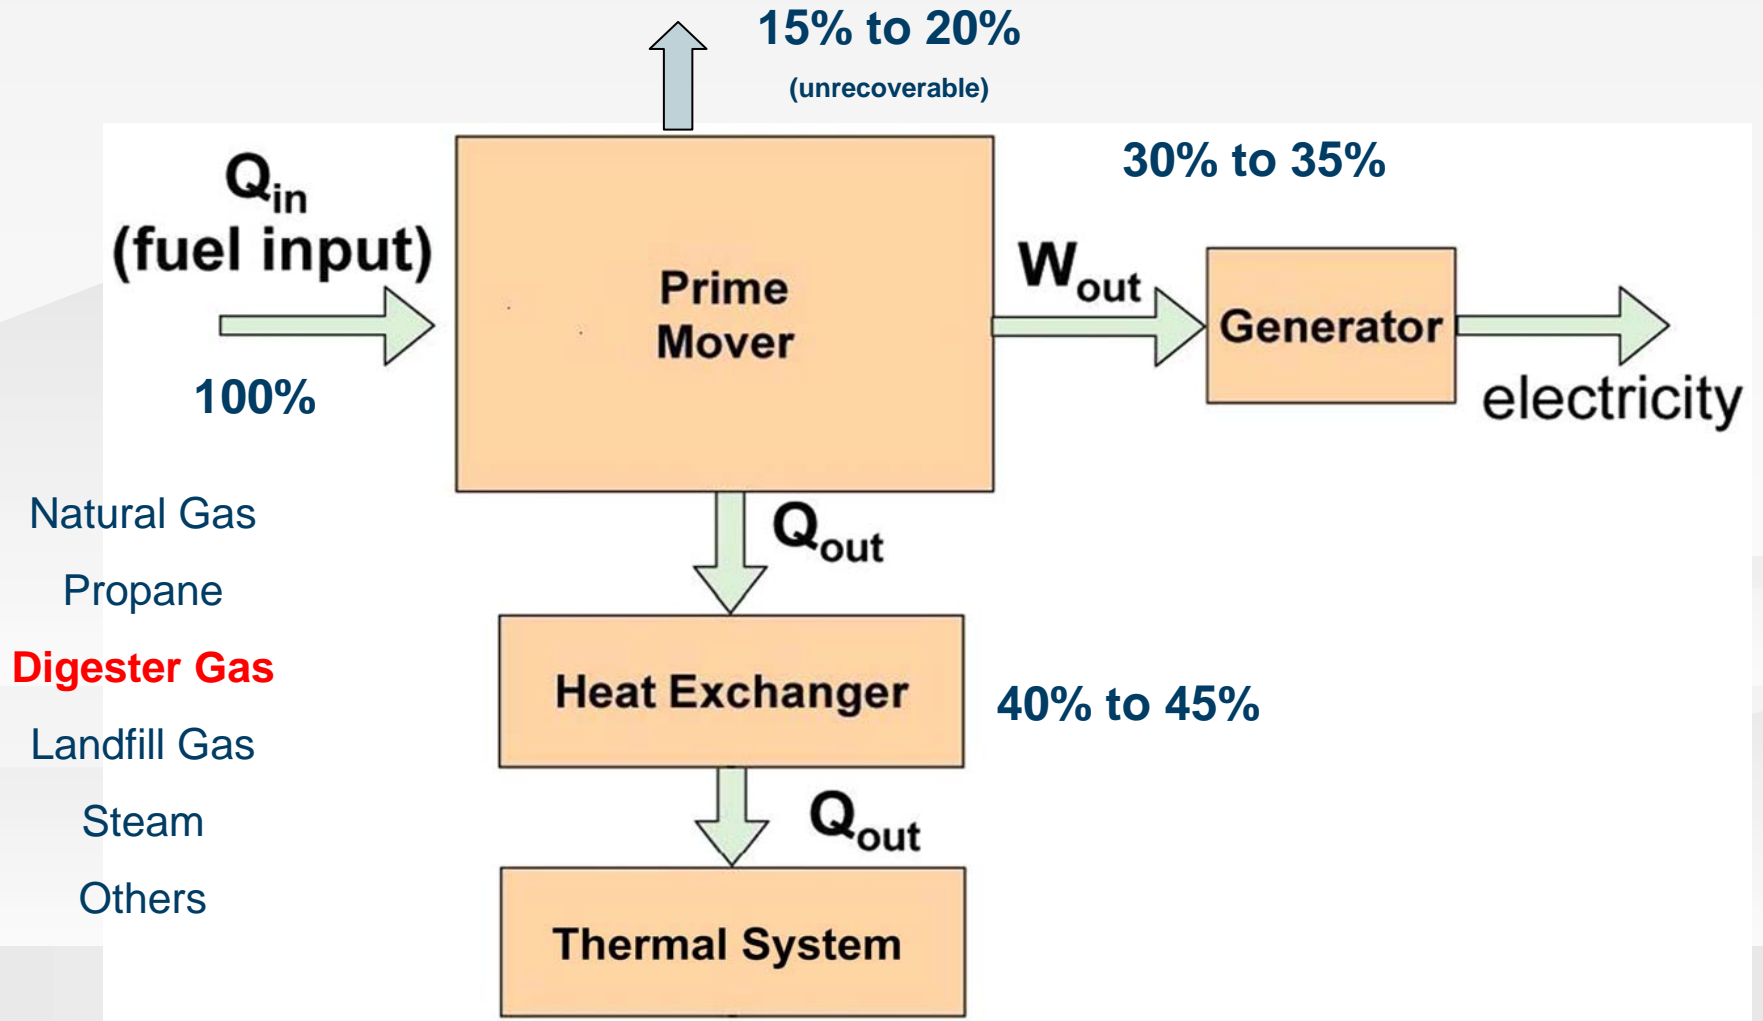 15% to 20%
(unrecoverable)
30% to 35%
Qin
(fuel input)
100%
Prime
Mover
Wout
Generator
electricity
Natural Gas
Propane
Digester Gas
Landfill Gas
Steam
Others
Qout
Heat Exchanger
40% to 45%
Qout
Thermal System